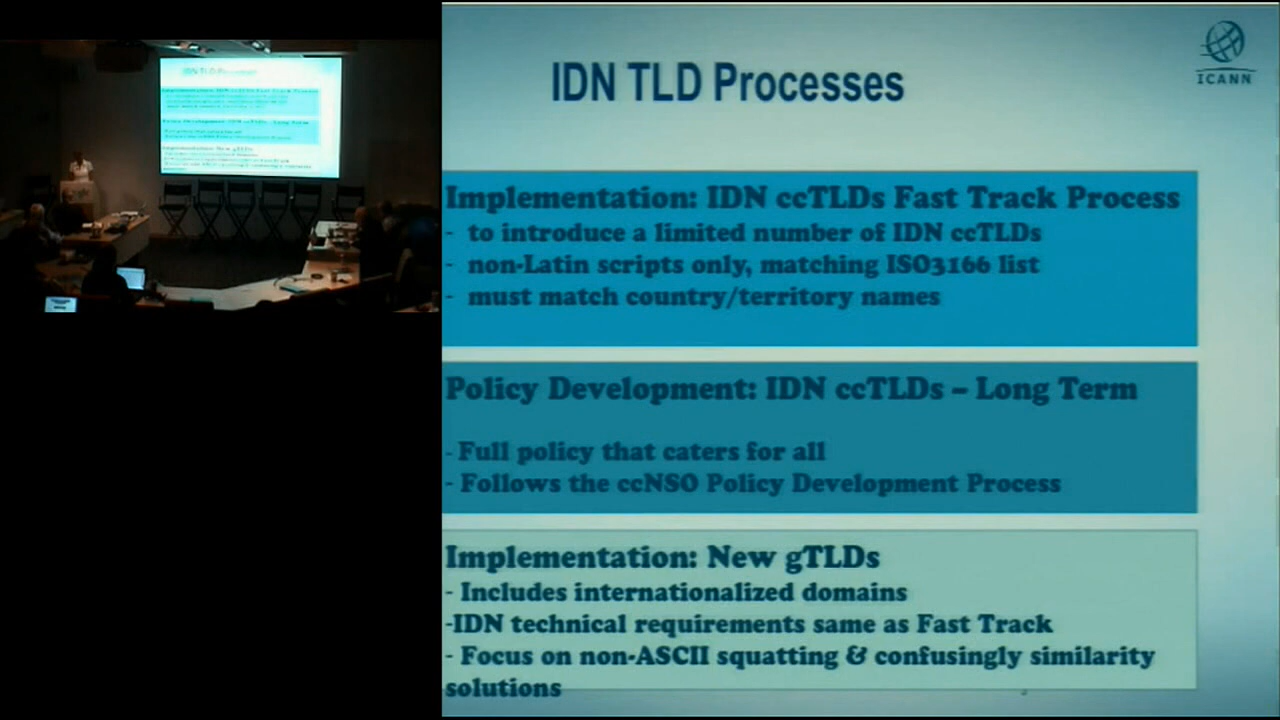 IDN TLD Processes
ICANN
Implementation: IDN ccTLDs Fast Track Process
- to introduce a limited number of IDN ccTLDs
- non-Latin scripts only, matching ISO3166 list
- must match country/territory names
Policy Development: IDN ccTLDs – Long Term
- Full policy that caters for all
- Follows the ccNSO Policy Development Process
Implementation: New gTLDs
- Includes internationalized domains
-IDN technical requirements same as Fast Track
- Focus on non-ASCII squatting & confusingly similarity
solutions